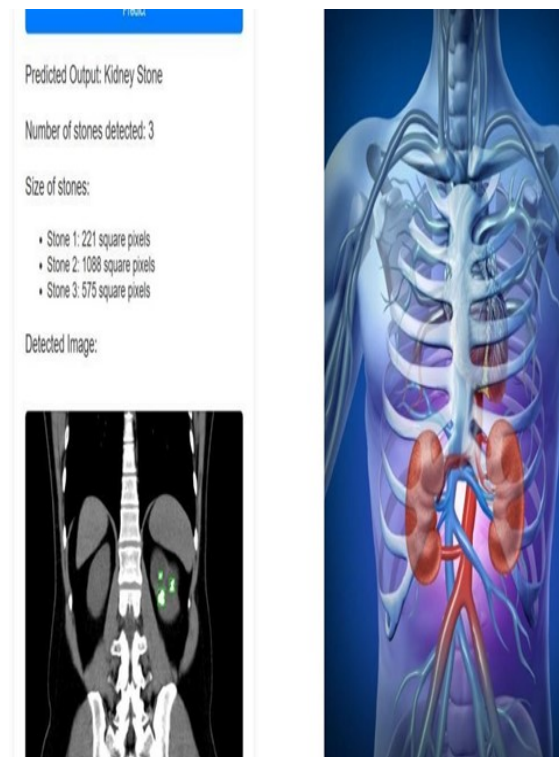 Predict
Predicted Output: Kidney Stone
Number of stones detected: 3
Size of stones:
• Stone 1: 221 square pixels
• Stone 2: 1088 square pixels
• Stone 3: 575 square pixels
Detected Image: